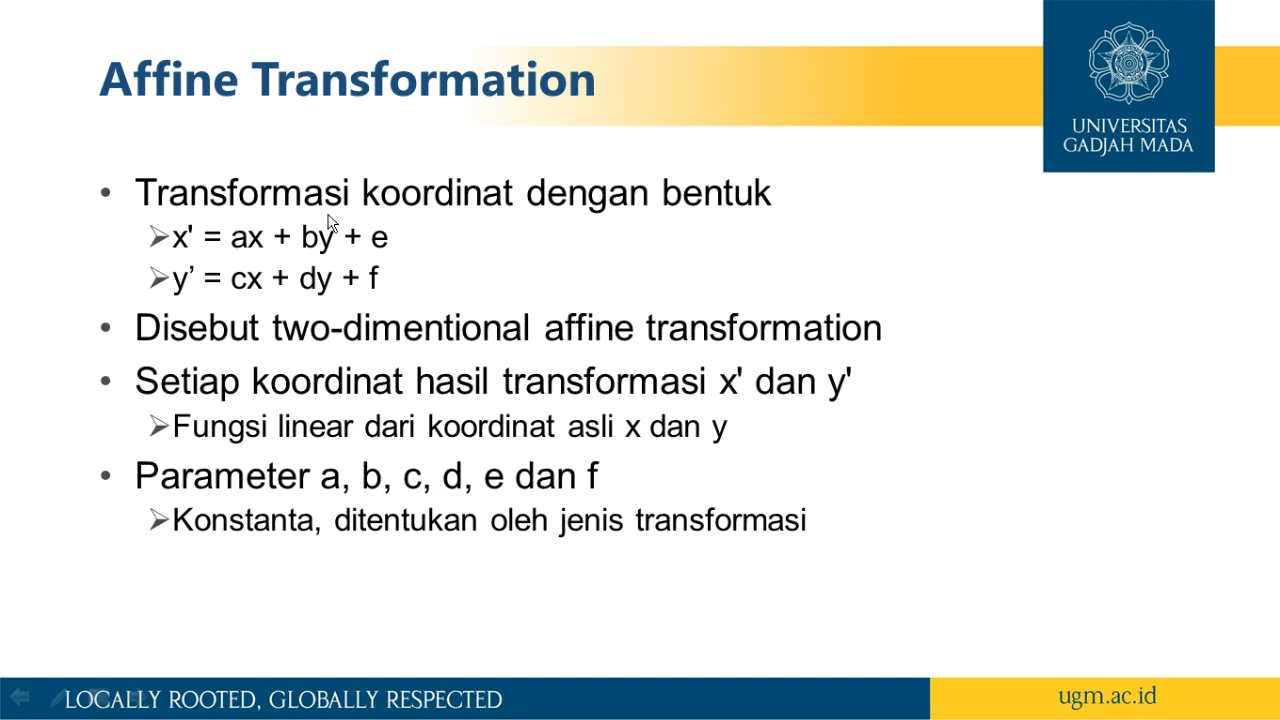 Affine Transformation
UNIVERSITAS
GADJAH MADA
• Transformasi koordinat dengan bentuk
➢x' = ax + by + e
➢y’ = cx + dy + f
• Disebut two-dimentional affine transformation
• Setiap koordinat hasil transformasi x' dan y'
➢Fungsi linear dari koordinat asli x dan y
• Parameter a, b, c, d, e dan f
➢Konstanta, ditentukan oleh jenis transformasi
LOCALLY ROOTED, GLOBALLY RESPECTED
ugm.ac.id